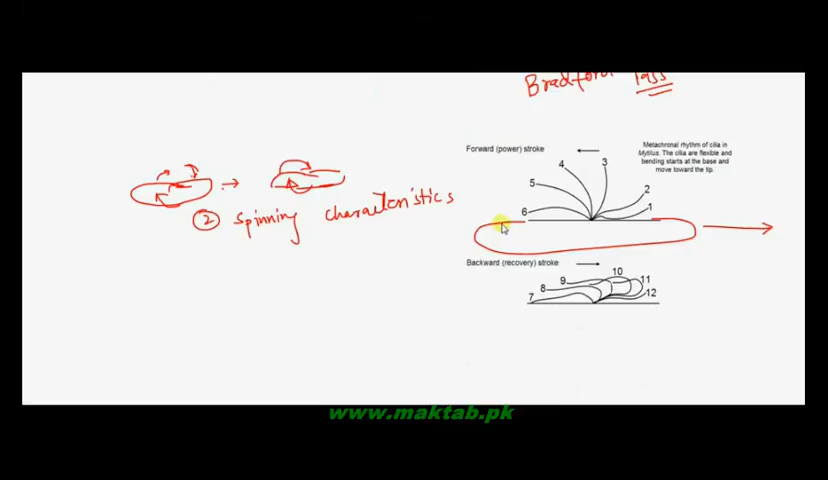 Bradford 1955
Forward (power) stroke
Metachronal rhythm of cilia in
Mytilus. The cilia are flexible and
bending starts at the base and
move toward the tip.
4 3
5 2
6 1
② spinning characteristics
Backward (recovery) stroke
9 10 11
7 8 12
www.maktab.pk